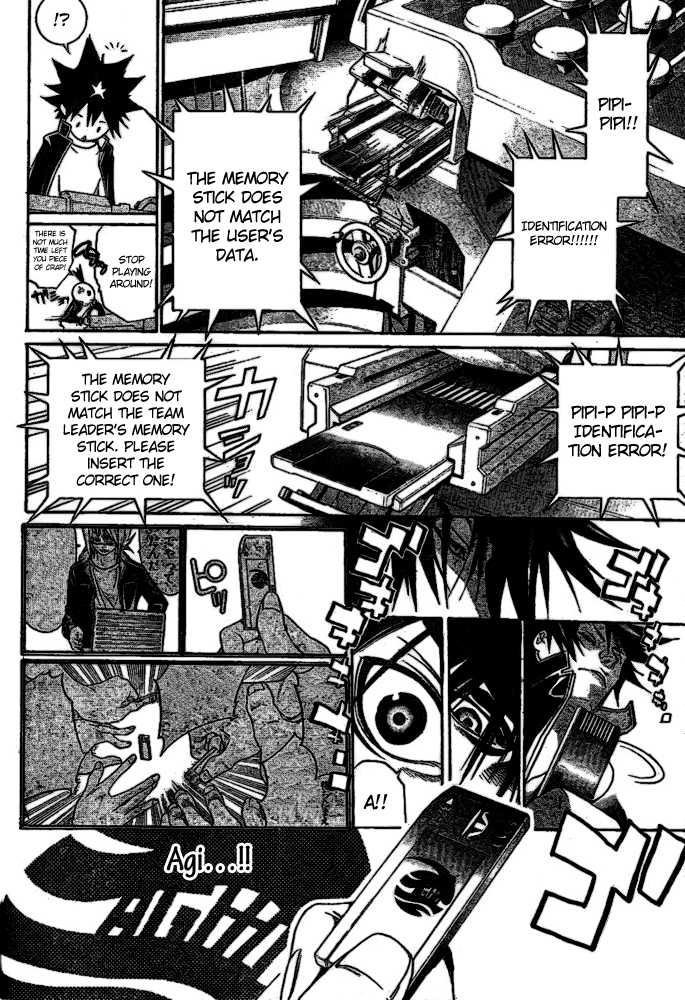 PIPI-
PIPI!!
IDENTIFICATION
ERROR!!!!!!
THE MEMORY
STICK DOES
NOT MATCH
THE USER'S
DATA.
!?
STOP
PLAYING
AROUND!
THERE IS
NOT MUCH
TIME LEFT
YOU PIECE
OF CRAP!
PIPI-P PIPI-P
IDENTIFICA-
TION ERROR!
THE MEMORY
STICK DOES NOT
MATCH THE TEAM
LEADER'S MEMORY
STICK. PLEASE
INSERT THE
CORRECT ONE!
A!!
Agi...!!